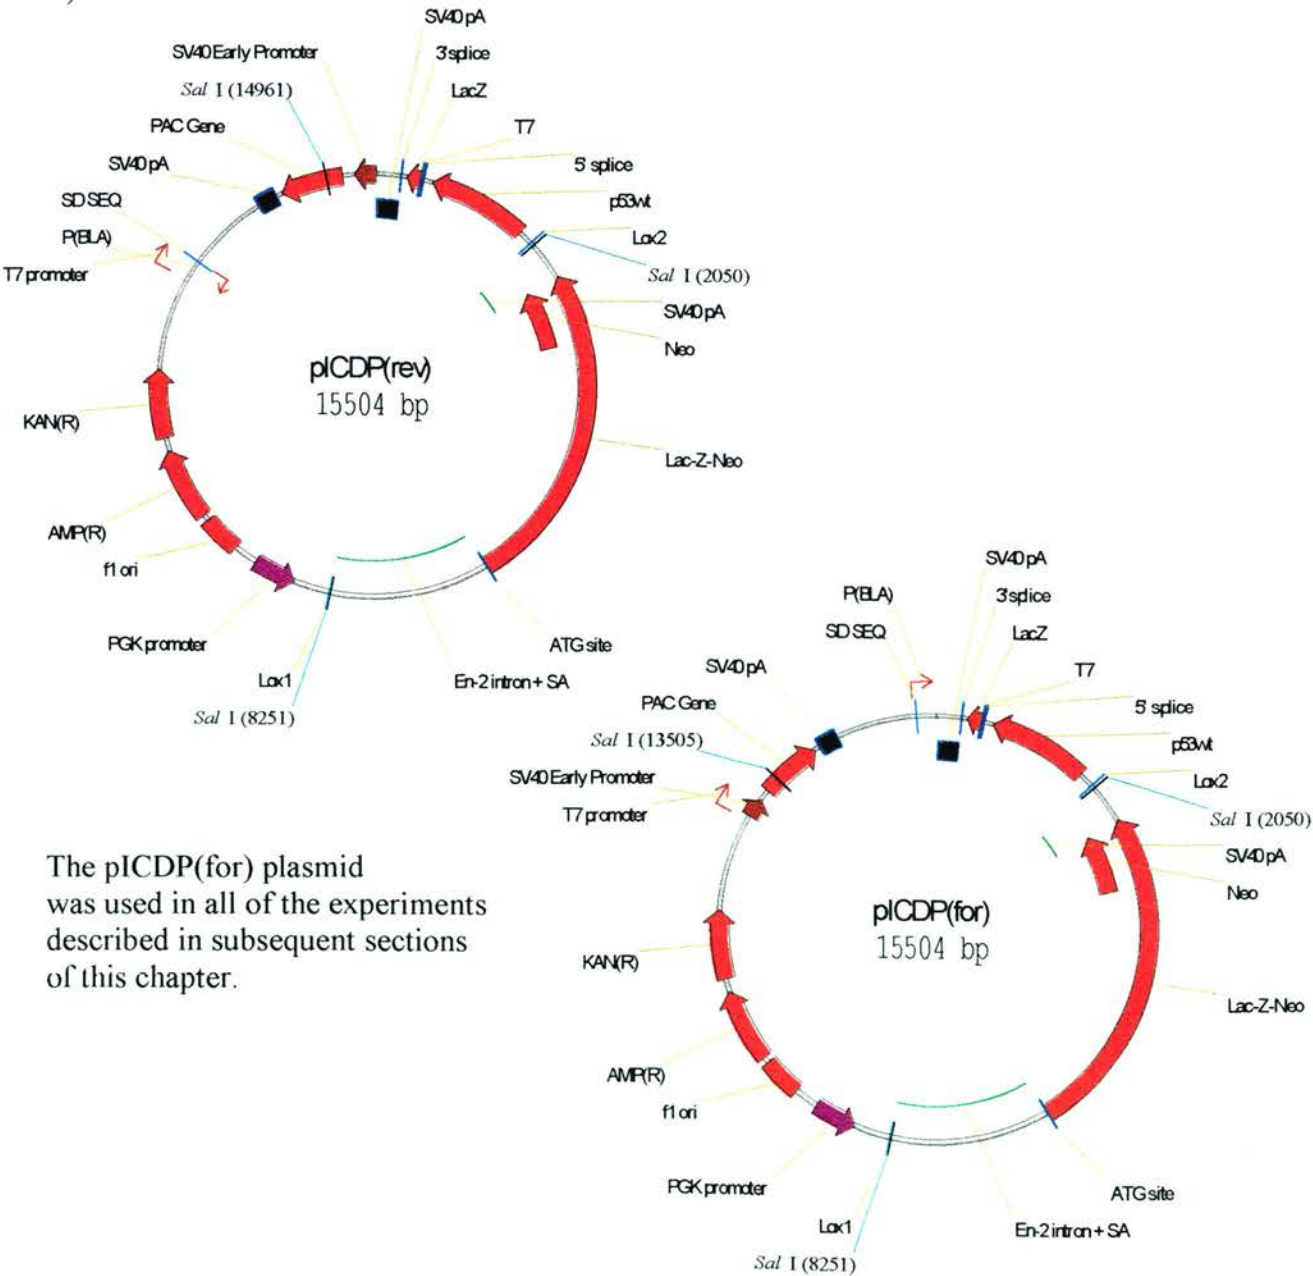 )
SV40 pA
SV40 Early Promoter
3'splice
Sal I (14961)
LacZ
PAC Gene
T7
SV40 pA
5' splice
SD SEQ
p53wt
P(BLA)
Lox2
T7 promoter
Sal I (2050)
SV40 pA
Neo
pICDP(rev)
15504 bp
KAN(R)
Lac-Z-Neo
AMP(R)
f1 ori
PGK promoter
ATG site
Lox1
En-2 intron + SA
Sal I (8251)
SV40 pA
P(BLA)
3'splice
SD SEQ
LacZ
SV40 pA
T7
PAC Gene
5' splice
Sal I (13505)
p53wt
SV40 Early Promoter
Lox2
T7 promoter
Sal I (2050)
SV40 pA
Neo
pICDP(for)
15504 bp
KAN(R)
Lac-Z-Neo
AMP(R)
f1 ori
PGK promoter
ATG site
Lox1
En-2 intron + SA
Sal I (8251)
The pICDP(for) plasmid
was used in all of the experiments
described in subsequent sections
of this chapter.